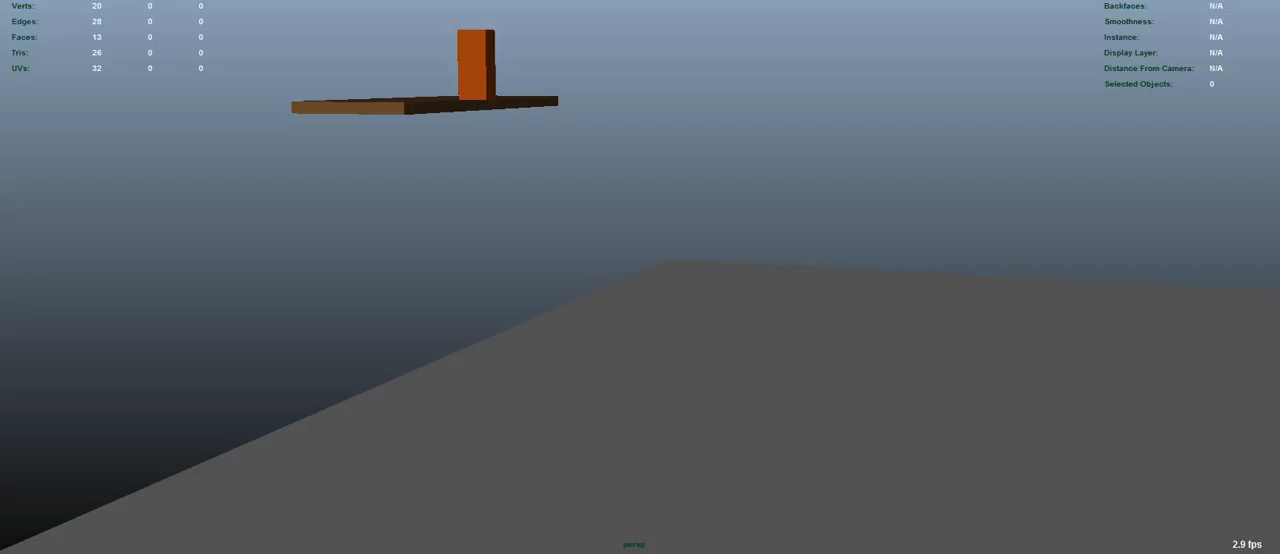 Verts: 20 0 0
Edges: 28 0 0
Faces: 13 0 0
Tris: 26 0 0
UVs: 32 0 0
Backfaces: N/A
Smoothness: N/A
Instance: N/A
Display Layer: N/A
Distance From Camera: N/A
Selected Objects: 0
persp
2.9 fps